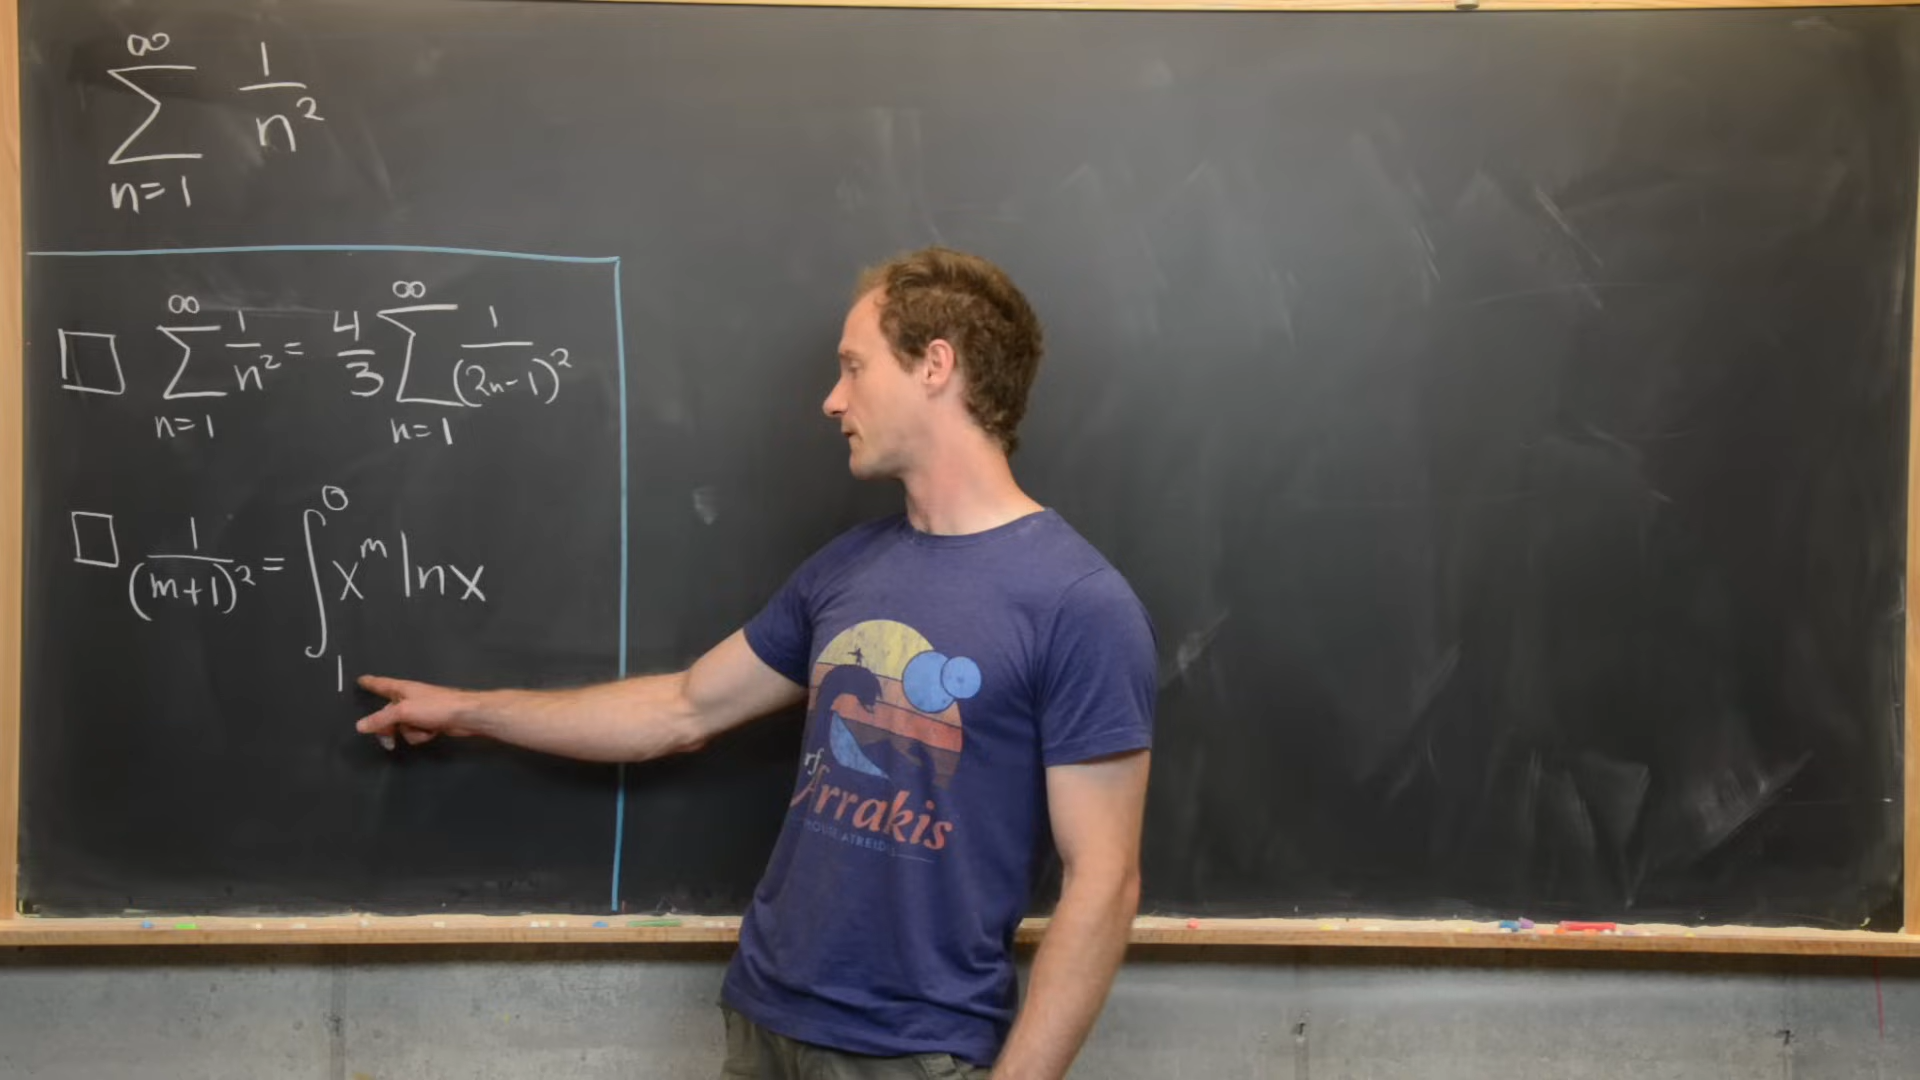 ∞ 1
∑ n²
n=1
□ ∑_{n=1}^{∞} 1/n² = 4/3 ∑_{n=1}^{∞} 1/(2n-1)²
□ 1/(m+1)² = ∫_1^0 x^m ln x
Arrakis